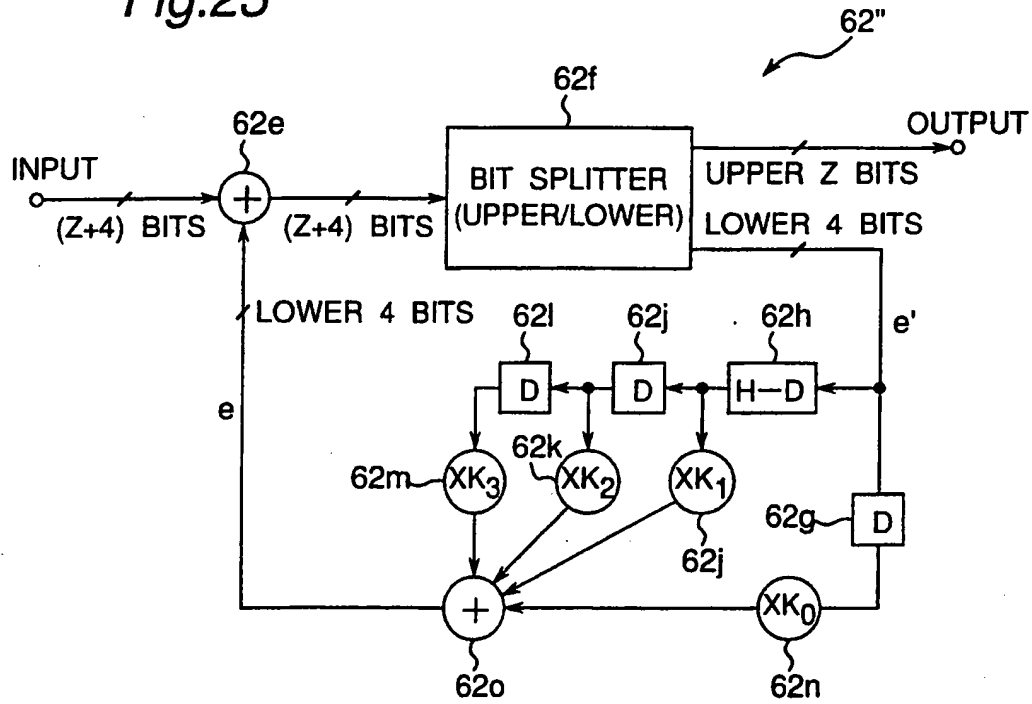 Fig.25
62"
62f
62e
OUTPUT
INPUT
+
BIT SPLITTER
(UPPER/LOWER)
UPPER Z BITS
(Z+4) BITS
(Z+4) BITS
LOWER 4 BITS
LOWER 4 BITS
62l
62j
62h
e'
D
D
H—D
e
62k
62m
XK3
XK2
XK1
62g
D
62j
+
XK0
62o
62n